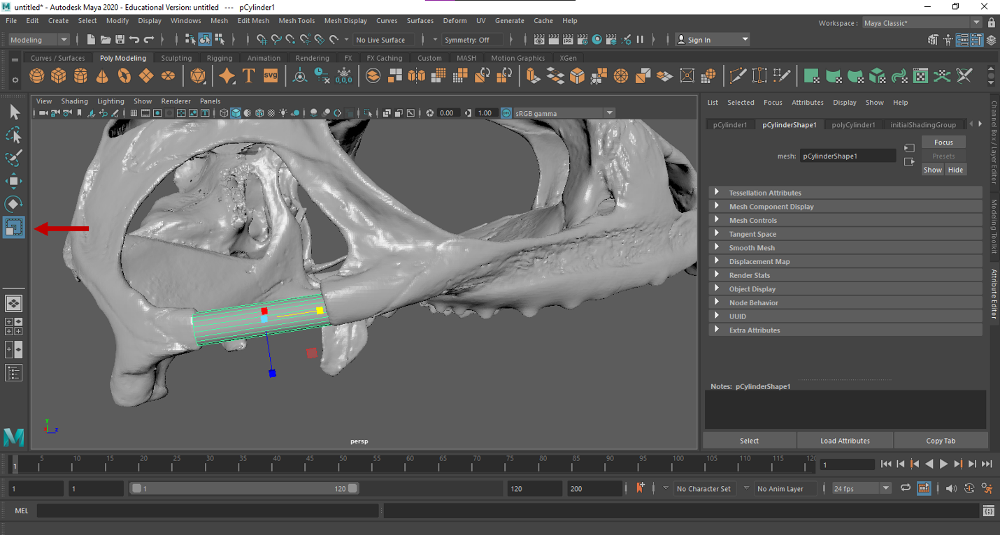 untitled* - Autodesk Maya 2020 - Educational Version: untitled --- pCylinder1
File Edit Create Select Modify Display Windows Mesh Edit Mesh Mesh Tools Mesh Display Curves Surfaces Deform UV Generate Cache Help
Workspace : Maya Classic*
Modeling No Live Surface Symmetry: Off IPR Sign In
Curves / Surfaces Poly Modeling Sculpting Rigging Animation Rendering FX FX Caching Custom MASH Motion Graphics XGen
T svg 0,0,0
View Shading Lighting Show Renderer Panels
0.00 1.00 ON sRGB gamma
List Selected Focus Attributes Display Show Help
pCylinder1 pCylinderShape1 polyCylinder1 initialShadingGroup
Focus
mesh: pCylinderShape1 Presets
Show Hide
Tessellation Attributes
Mesh Component Display
Mesh Controls
Tangent Space
Smooth Mesh
Displacement Map
Render Stats
Object Display
Node Behavior
UUID
Extra Attributes
Notes: pCylinderShape1
Select Load Attributes Copy Tab
Channel Box / Layer Editor
Modeling Toolkit
Attribute Editor
y
z
persp
1 5 10 15 20 25 30 35 40 45 50 55 60 65 70 75 80 85 90 95 100 105 110 115 120
1
1 1 1 120 120 200 No Character Set No Anim Layer 24 fps
MEL